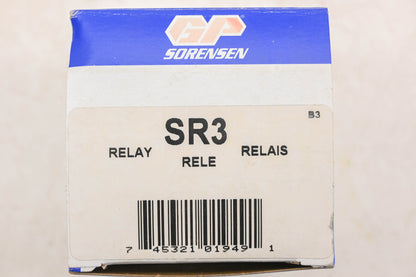 GP
SORENSEN
B3
SR3
RELAY RELE RELAIS
7 45321 01949 1